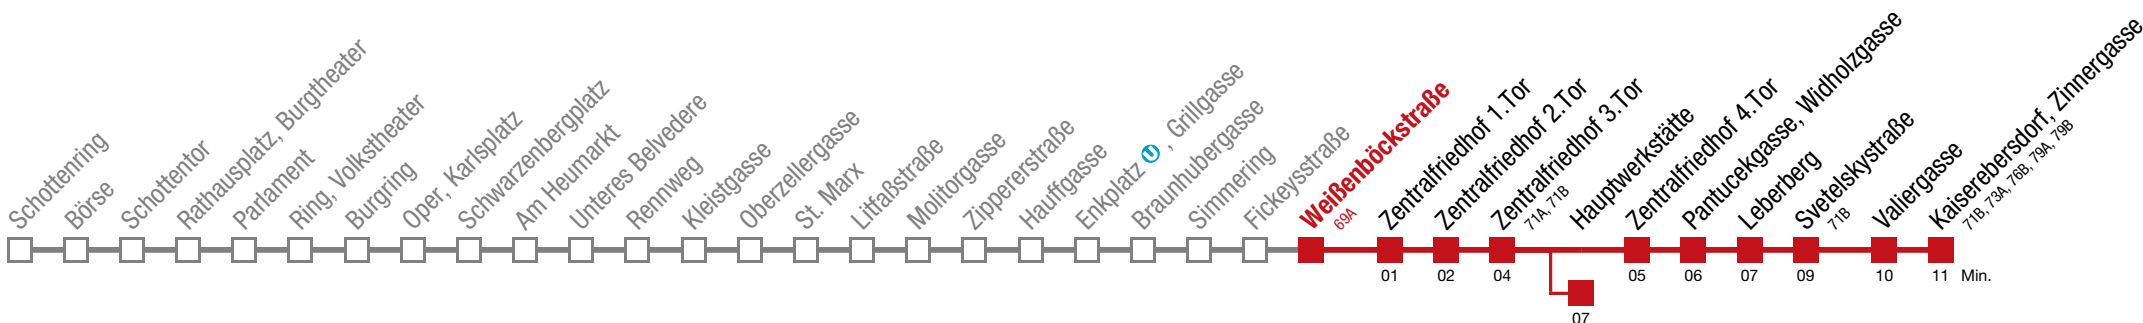 Schottenring
Börse
Schottentor
Rathausplatz, Burgtheater
Parlament
Ring, Volkstheater
Burgring
Oper, Karlsplatz
Schwarzenbergplatz
Am Heumarkt
Unteres Belvedere
Rennweg
Kleistgasse
Oberzellergasse
St. Marx
Litfaßstraße
Molitorgasse
Zippererstraße
Hauffgasse
Enkplatz U , Grillgasse
Braunhubergasse
Simmering
Fickeysstraße
Weißenböckstraße
69A
Zentralfriedhof 1.Tor
Zentralfriedhof 2.Tor
Zentralfriedhof 3.Tor
71A, 71B
Hauptwerkstätte
Zentralfriedhof 4.Tor
Pantucekgasse, Widholzgasse
Leberberg
Svetelskystraße
71B
Valiergasse
Kaiserebersdorf, Zinnergasse
71B, 73A, 76B, 79A, 79B
01 02 04 05 06 07 09 10 11 Min.
07